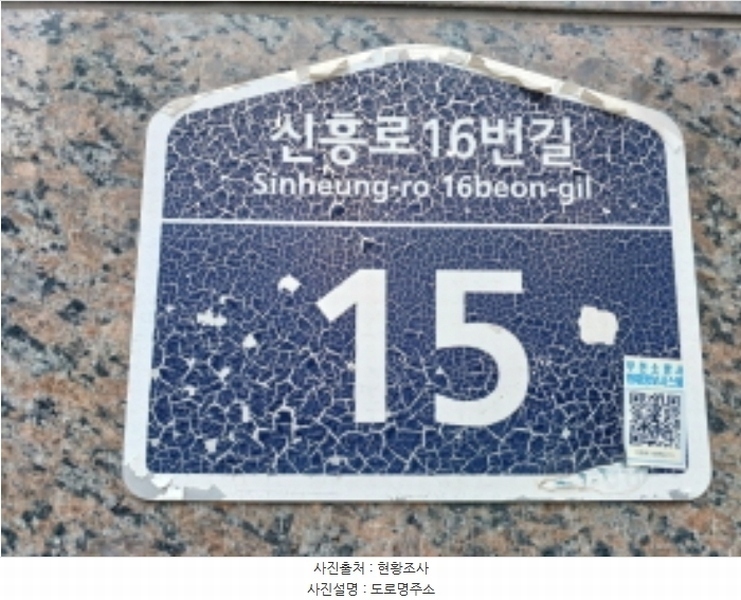 신흥로16번길
Sinheung-ro 16beon-gil
15
사진출처 : 현황조사
사진설명 : 도로명주소